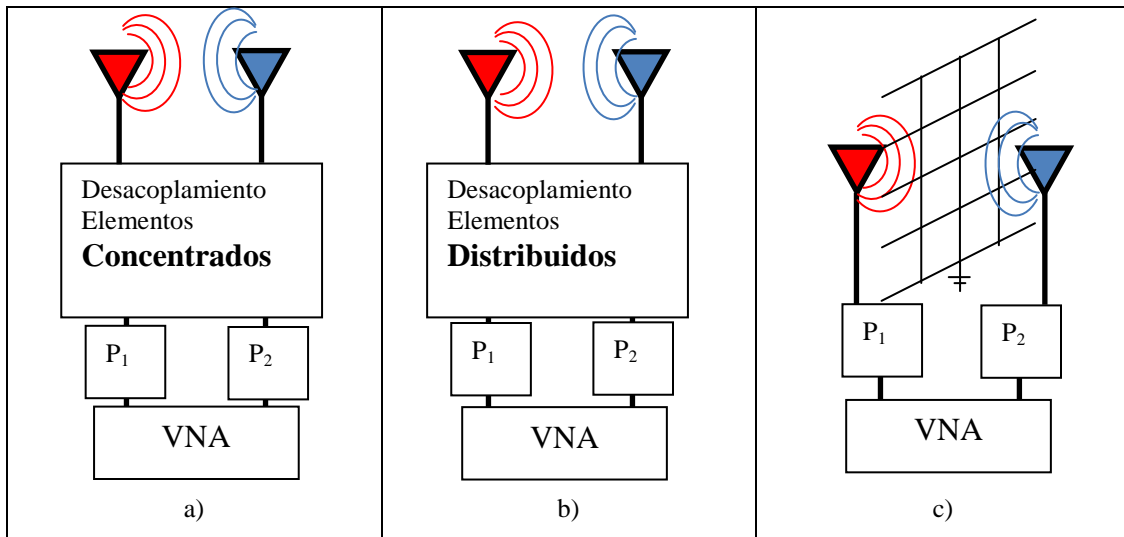 Desacoplamiento
Elementos
Concentrados
P1
P2
VNA
a)
Desacoplamiento
Elementos
Distribuidos
P1
P2
VNA
b)
P1
P2
VNA
c)